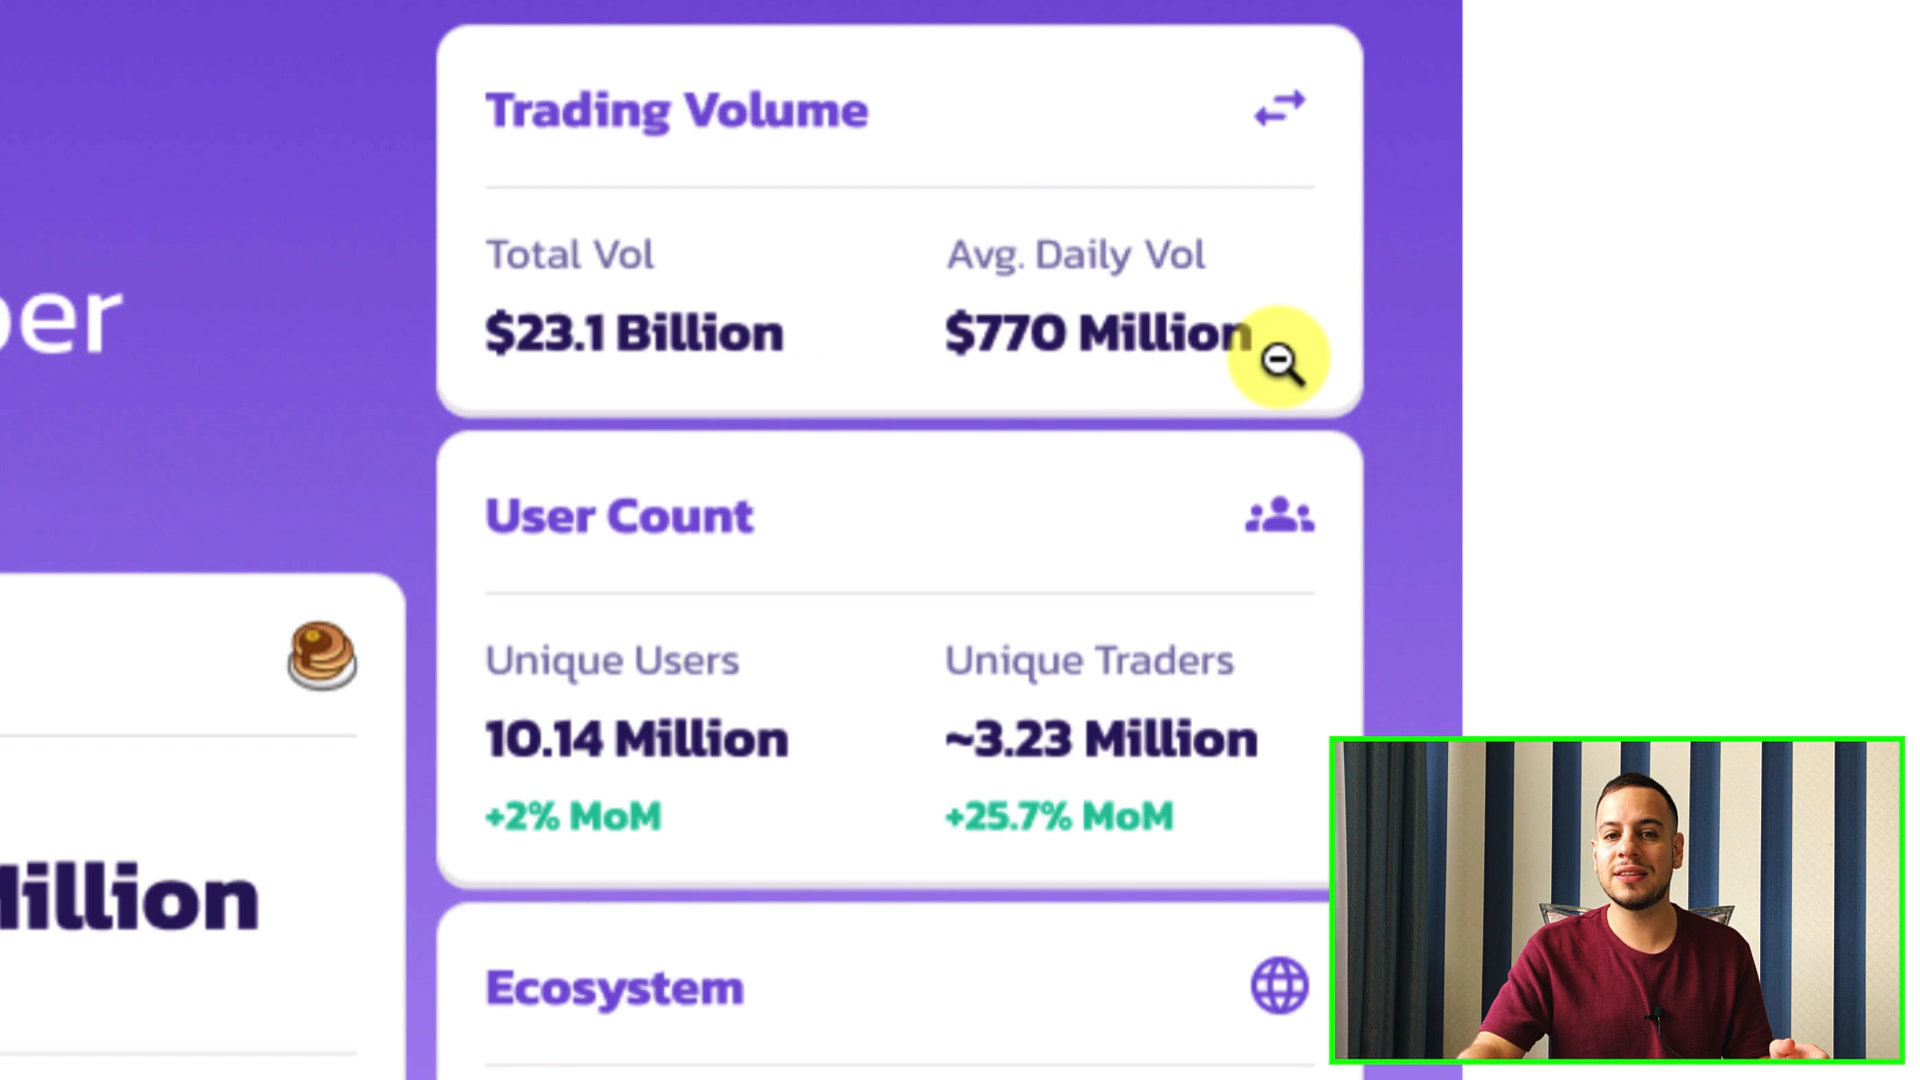 Trading Volume
Total Vol
Avg. Daily Vol
$23.1 Billion
$770 Million
User Count
Unique Users
Unique Traders
10.14 Million
~3.23 Million
+2% MoM
+25.7% MoM
Ecosystem